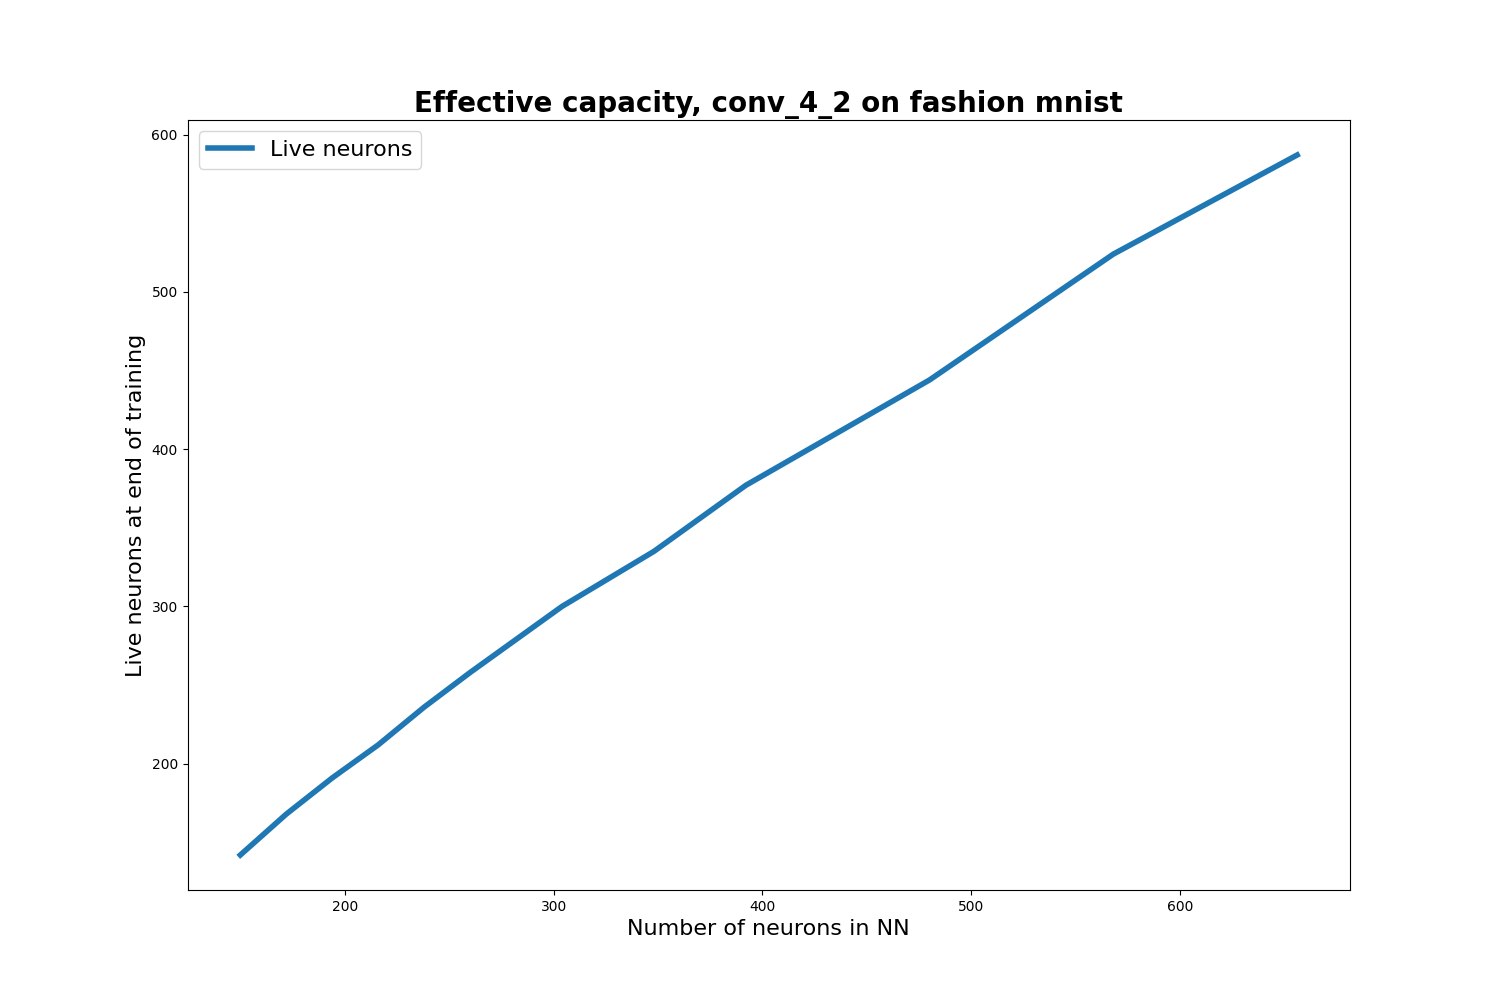 Effective capacity, conv_4_2 on fashion mnist
Live neurons
600
500
400
300
200
Live neurons at end of training
200 300 400 500 600
Number of neurons in NN